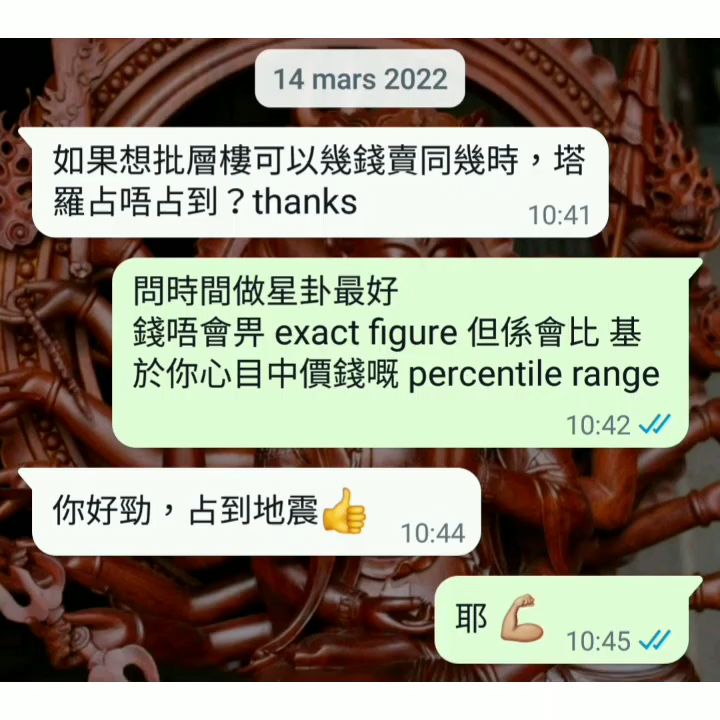 14 mars 2022
如果想批層樓可以幾錢賣同幾時，塔
羅占唔占到？thanks
10:41
問時間做星卦最好
錢唔會畀 exact figure 但係會比 基
於你心目中價錢嘅 percentile range
10:42
你好勁，占到地震👍
10:44
耶 💪🏼
10:45